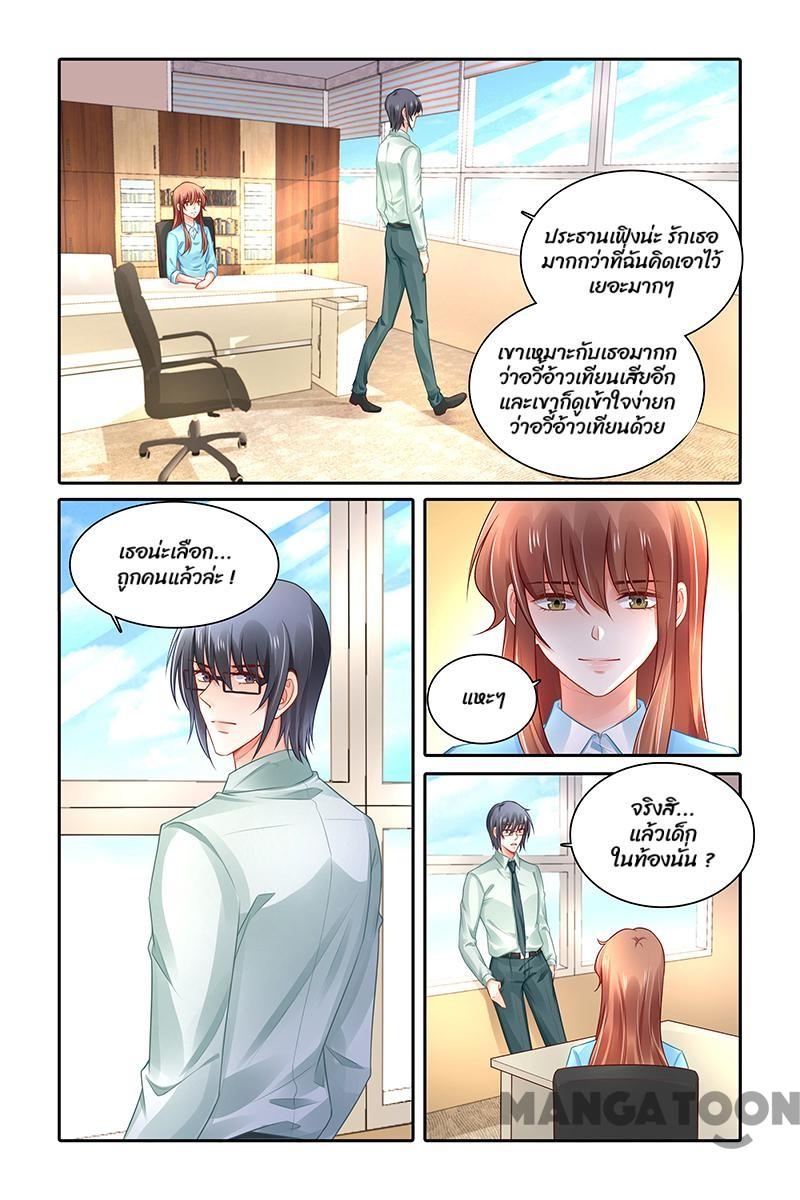 ประธานเฟิงน่ะ รักเธอ
มากกว่าที่ฉันคิดเอาไว้
เยอะมากๆ
เขาเหมาะกับเธอมากก
ว่าอวี้อ้าวเทียนเสียอีก
และเขาก็ดูเข้าใจง่ายก
ว่าอวี้อ้าวเทียนด้วย
เธอน่ะเลือก...
ถูกคนแล้วล่ะ !
แหะๆ
จริงสิ...
แล้วเด็ก
ในท้องนั่น ?
MANGATOON